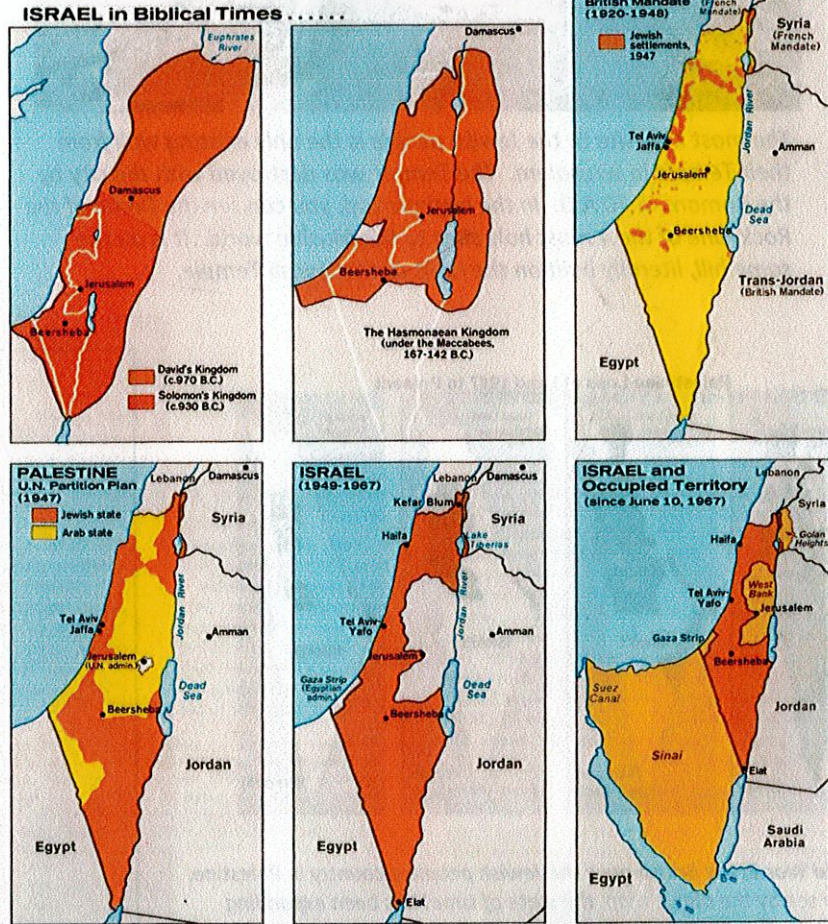 ISRAEL in Biblical Times ......
Euphrates
River
Damascus
Jerusalem
Beersheba
David's Kingdom
(c.970 B.C.)
Solomon's Kingdom
(c.930 B.C.)
Damascus
Jerusalem
Beersheba
The Hasmonaean Kingdom
(under the Maccabees,
167-142 B.C.)
British Mandate
(1920-1948)
(French
Mandate)
Syria
(French
Mandate)
Jewish
settlements,
1947
Tel Aviv
Jaffa
Jordan River
Amman
Jerusalem
Dead
Sea
Beersheba
Trans-Jordan
(British Mandate)
Egypt
PALESTINE
U.N. Partition Plan
(1947)
Jewish state
Arab state
Lebanon
Damascus
Syria
Tel Aviv
Jaffa
Jordan River
Amman
Jerusalem
(U.N. admin.)
Dead
Sea
Beersheba
Jordan
Egypt
ISRAEL
(1949-1967)
Lebanon
Damascus
Kefar Blum
Syria
Haifa
Lake
Tiberias
Tel Aviv-
Yafo
Jordan River
Amman
Jerusalem
Gaza Strip
(Egyptian
admin.)
Dead
Sea
Beersheba
Jordan
Egypt
Elat
ISRAEL and
Occupied Territory
(since June 10, 1967)
Lebanon
Syria
Golan
Heights
Haifa
West
Bank
Tel Aviv-
Yafo
Jerusalem
Gaza Strip
Beersheba
Suez
Canal
Jordan
Sinai
Elat
Saudi
Arabia
Egypt